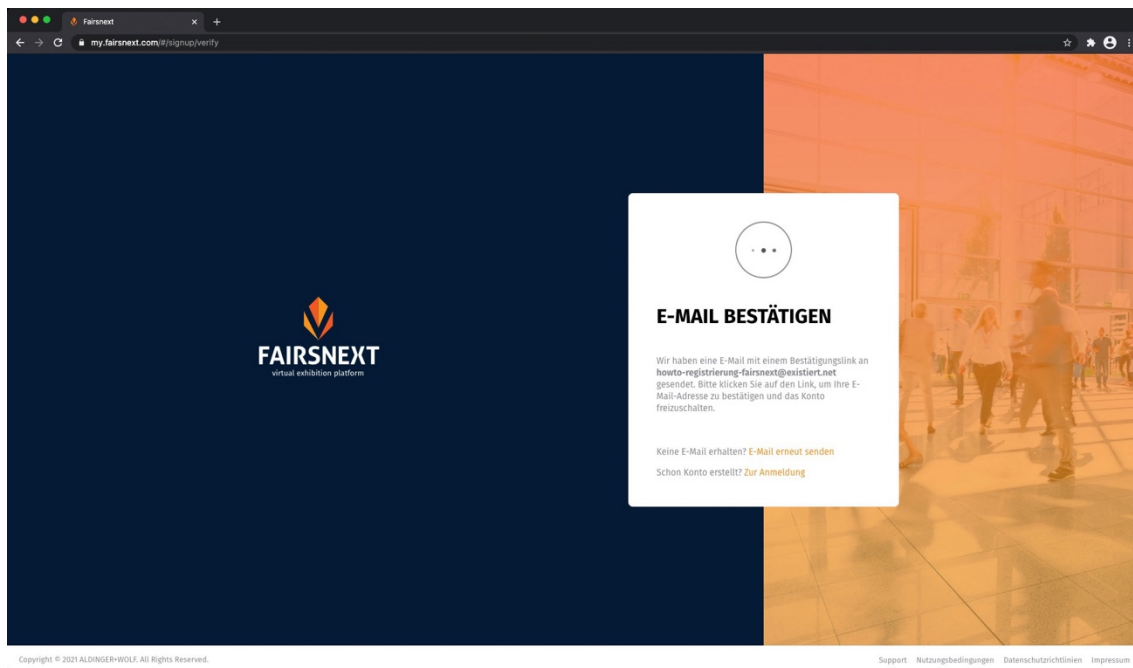 Fairsnext
my.fairsnext.com/#/signup/verify
FAIRSNEXT
virtual exhibition platform
E-MAIL BESTÄTIGEN
Wir haben eine E-Mail mit einem Bestätigungslink an
howto-registrierung-fairsnext@existiert.net
gesendet. Bitte klicken Sie auf den Link, um Ihre E-
Mail-Adresse zu bestätigen und das Konto
freizuschalten.
Keine E-Mail erhalten? E-Mail erneut senden
Schon Konto erstellt? Zur Anmeldung
Copyright © 2021 ALDINGER+WOLF. All Rights Reserved.
Support Nutzungsbedingungen Datenschutzrichtlinien Impressum